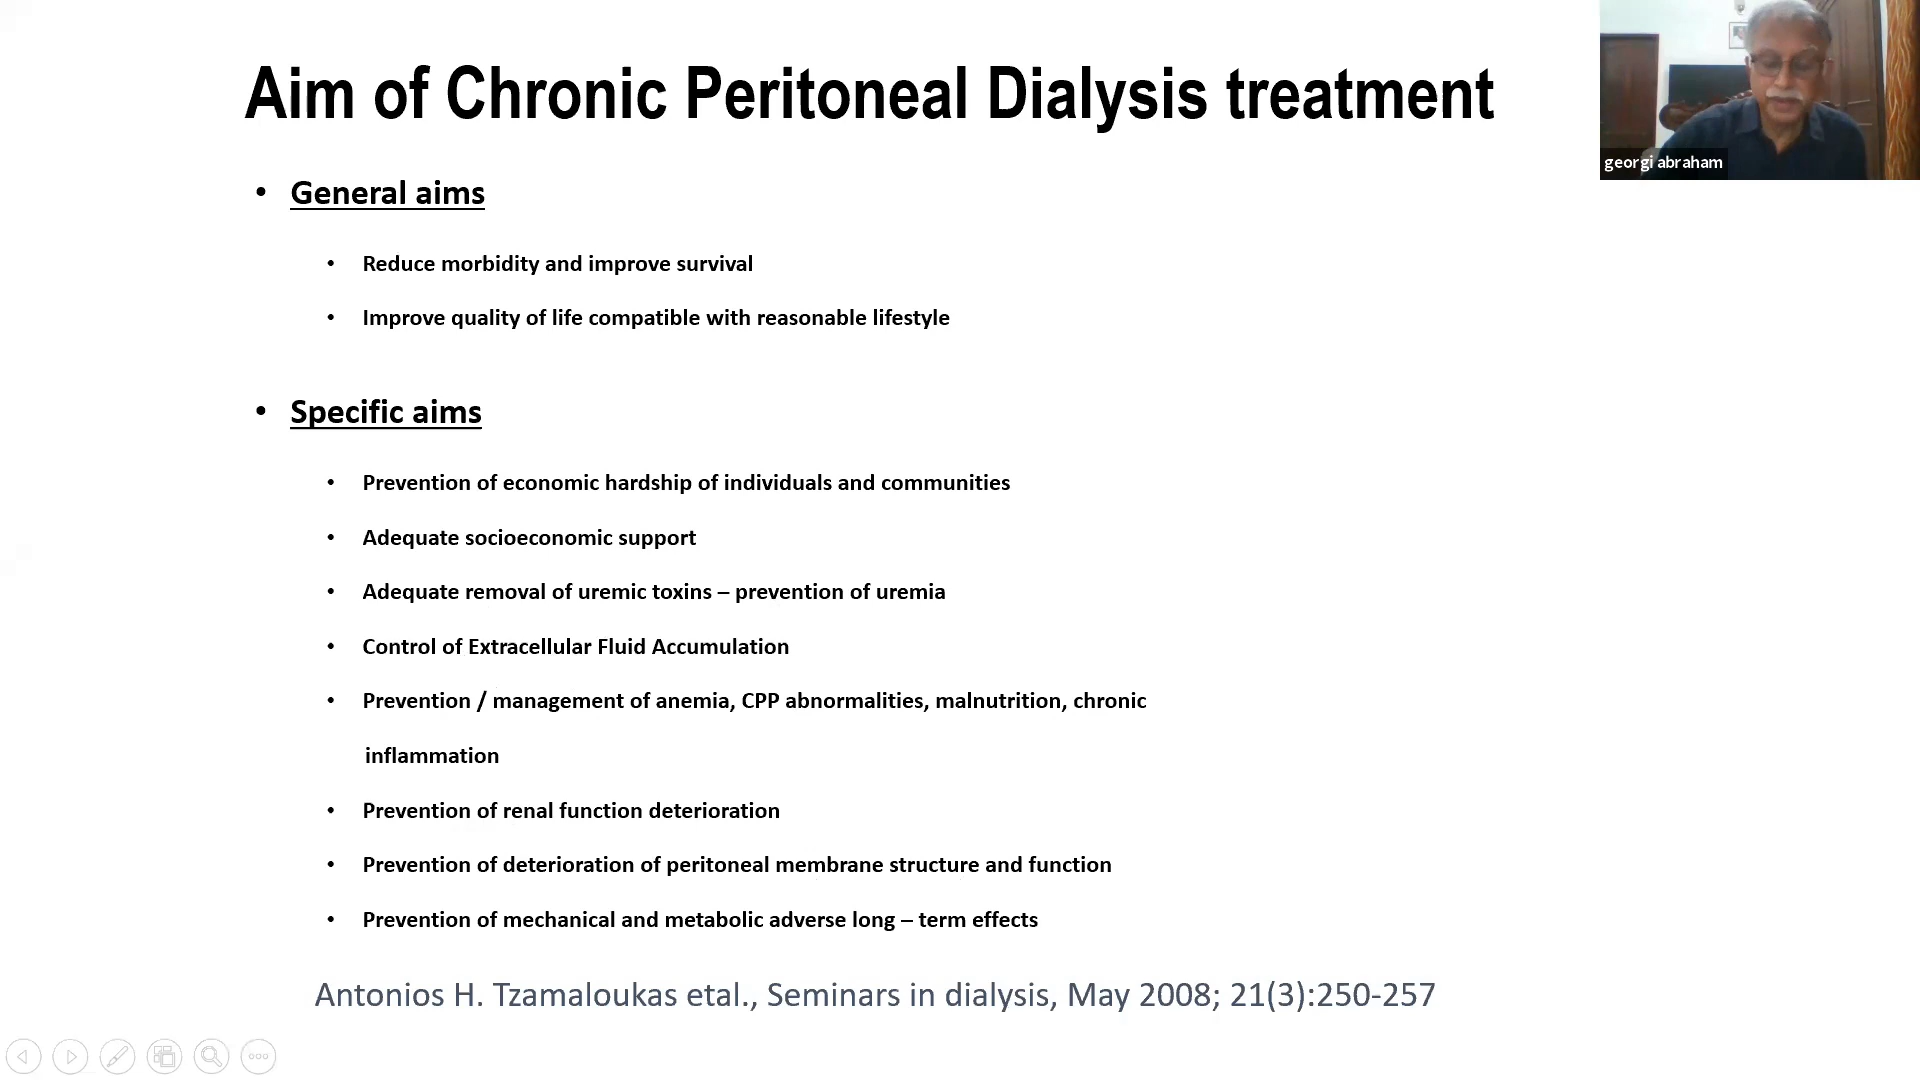 Aim of Chronic Peritoneal Dialysis treatment
georgi abraham
• General aims
• Reduce morbidity and improve survival
• Improve quality of life compatible with reasonable lifestyle
• Specific aims
• Prevention of economic hardship of individuals and communities
• Adequate socioeconomic support
• Adequate removal of uremic toxins – prevention of uremia
• Control of Extracellular Fluid Accumulation
• Prevention / management of anemia, CPP abnormalities, malnutrition, chronic
inflammation
• Prevention of renal function deterioration
• Prevention of deterioration of peritoneal membrane structure and function
• Prevention of mechanical and metabolic adverse long – term effects
Antonios H. Tzamaloukas etal., Seminars in dialysis, May 2008; 21(3):250-257